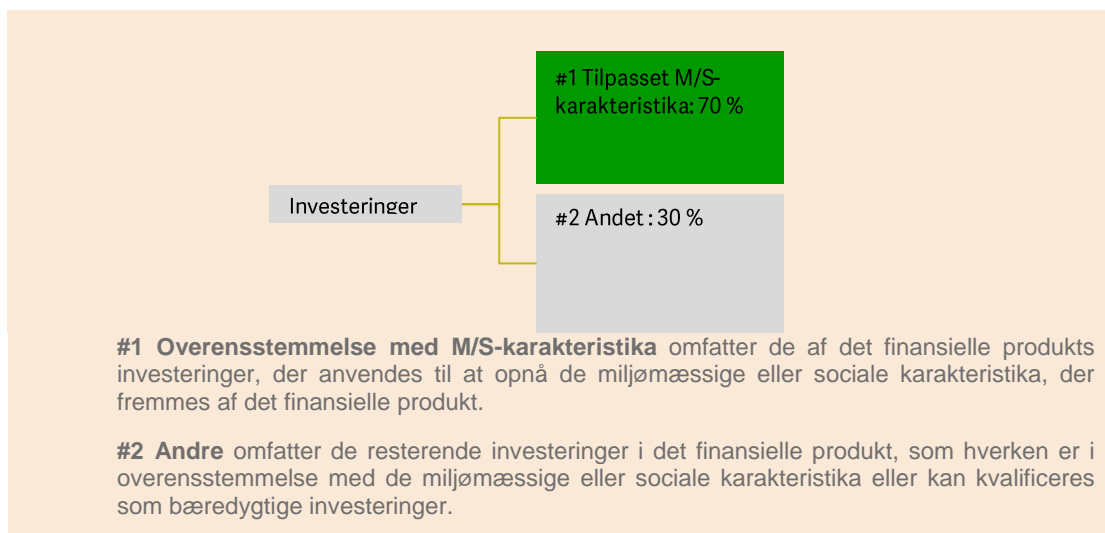 #1 Tilpasset M/S-
karakteristika: 70 %
Investeringer
#2 Andet : 30 %
#1 Overensstemmelse med M/S-karakteristika omfatter de af det finansielle produkts
investeringer, der anvendes til at opnå de miljømæssige eller sociale karakteristika, der
fremmes af det finansielle produkt.
#2 Andre omfatter de resterende investeringer i det finansielle produkt, som hverken er i
overensstemmelse med de miljømæssige eller sociale karakteristika eller kan kvalificeres
som bæredygtige investeringer.